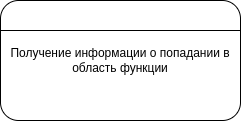 Получение информации о попадании в
область функции